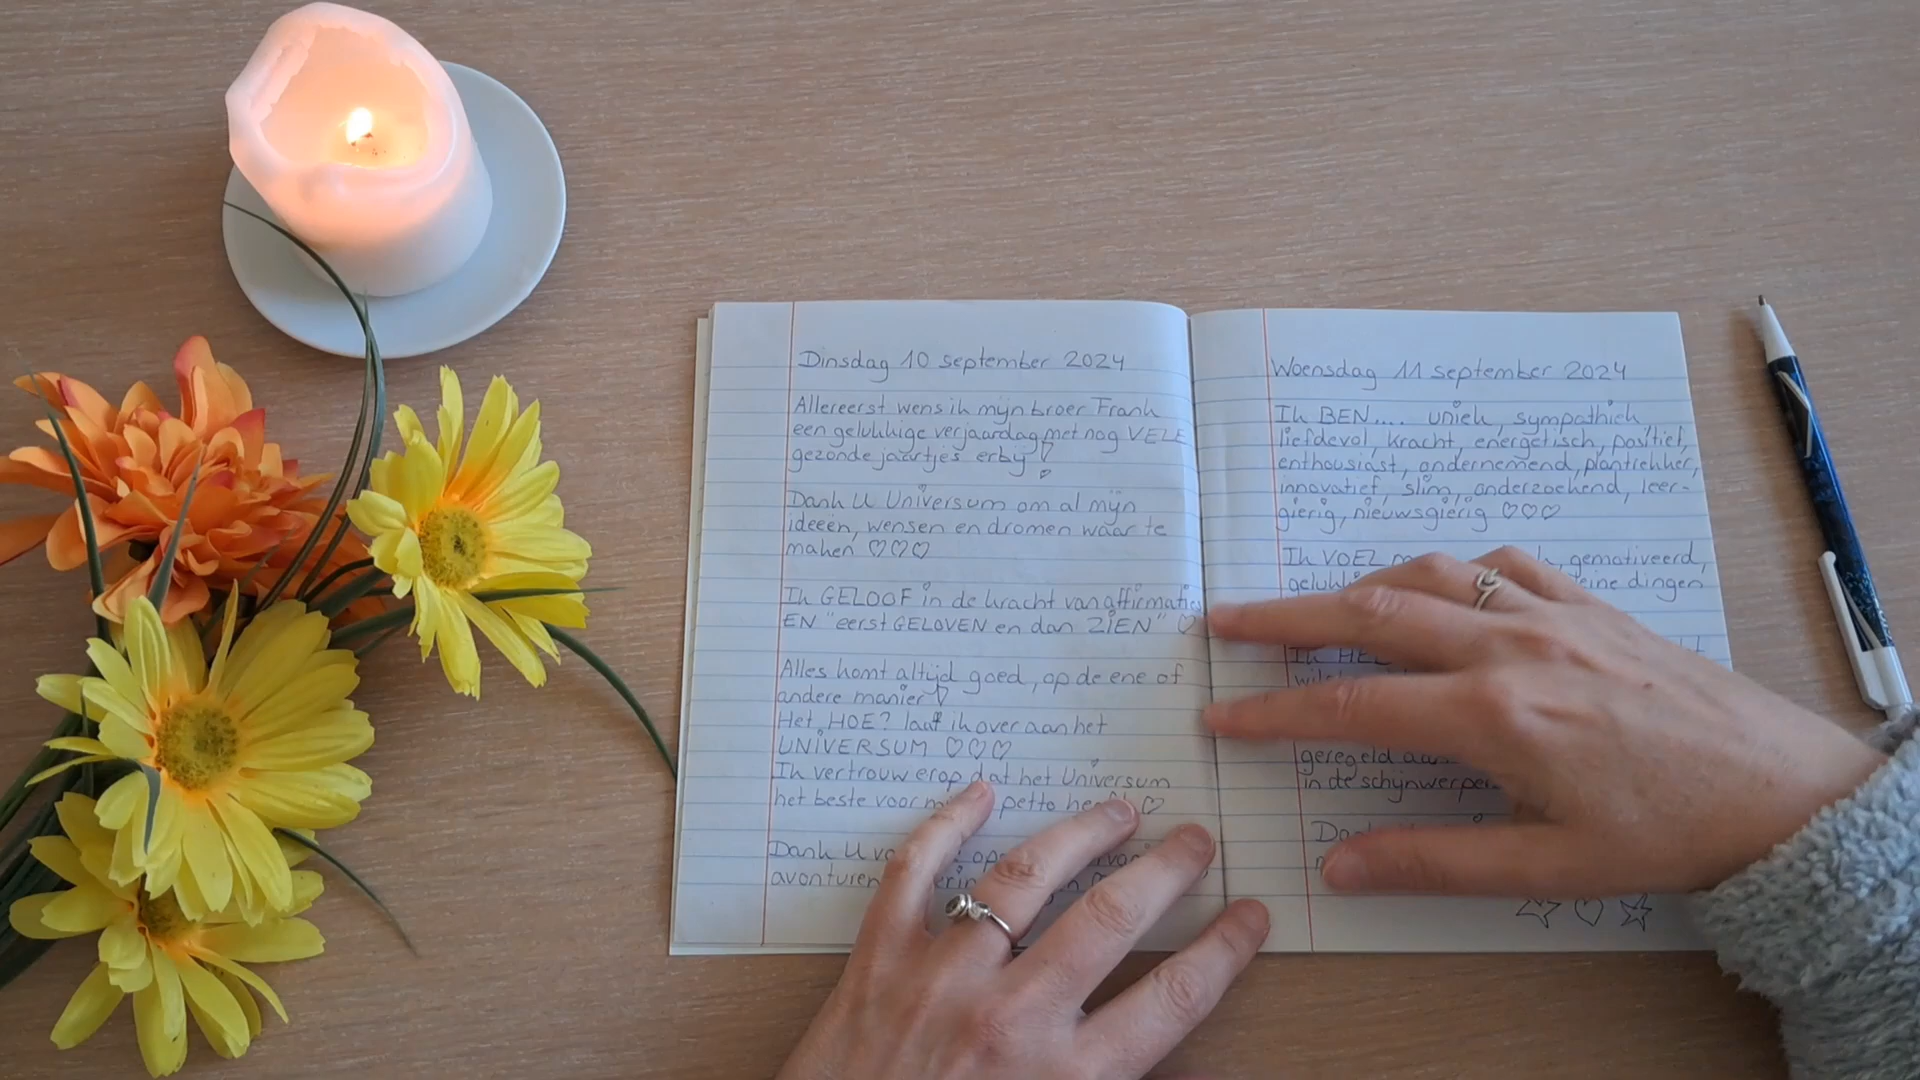 Dinsdag 10 september 2024
Allereerst wens ik mijn broer Frank
een gelukkige verjaardag met nog VELE
gezonde jaartjes erbij ♡
Dank U Universum om al mijn
ideeën, wensen en dromen waar te
maken ♡♡♡
Ik GELOOF in de kracht van affirmaties
EN "eerst GELOVEN en dan ZiEN" ♡
Alles komt altijd goed, op de ene of
andere manier ♡
Het HOE? laat ik over aan het
UNiVERSUM ♡♡♡
Ik vertrouw erop dat het Universum
het beste voor petto ♡
Dank U
avonturen
Woensdag 11 september 2024
Ik BEN.... uniek, sympathiek,
liefdevol, kracht, energetisch, positief,
enthousiast, ondernemend, plantrekker,
innovatief, slim, onderzoekend, leer-
gierig, nieuwsgierig ♡♡♡
Ik VOEL gemotiveerd,
dingen
Ik
geregeld
in de schijnwerper